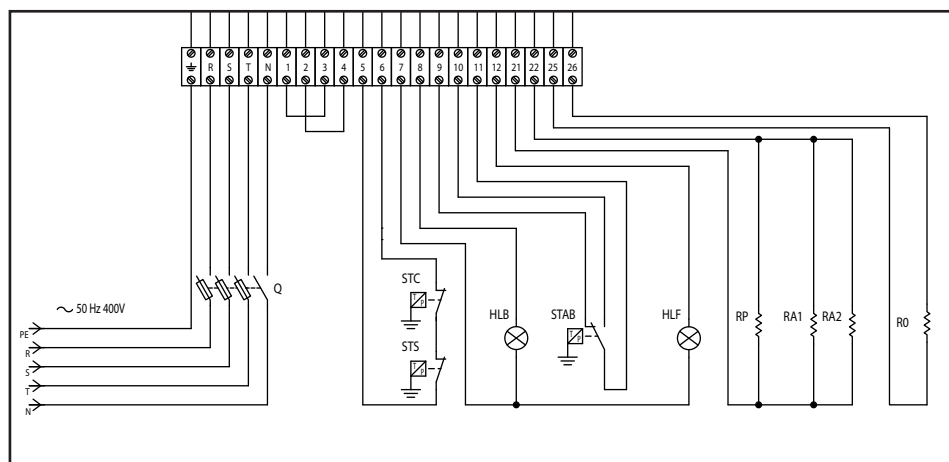 R S T N 1 2 3 4 5 6 7 8 9 10 11 12 21 22 25 26
Q
STC
T P
∼ 50 Hz 400V
HLB
STAB
HLF
RP
RA1
RA2
R0
T P
PE
STS
R
T P
S
T
N